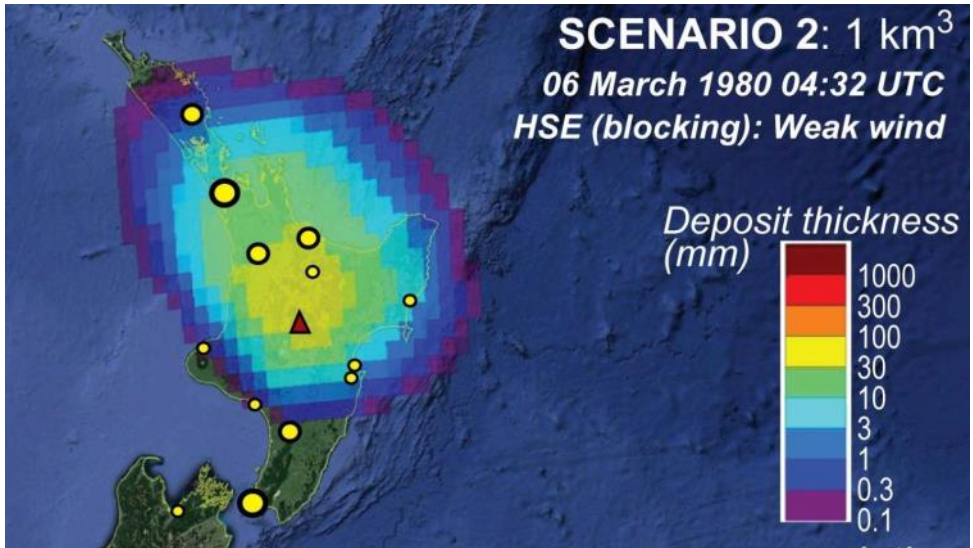 SCENARIO 2: 1 km³
06 March 1980 04:32 UTC
HSE (blocking): Weak wind
Deposit thickness
(mm)
1000
300
100
30
10
3
1
0.3
0.1